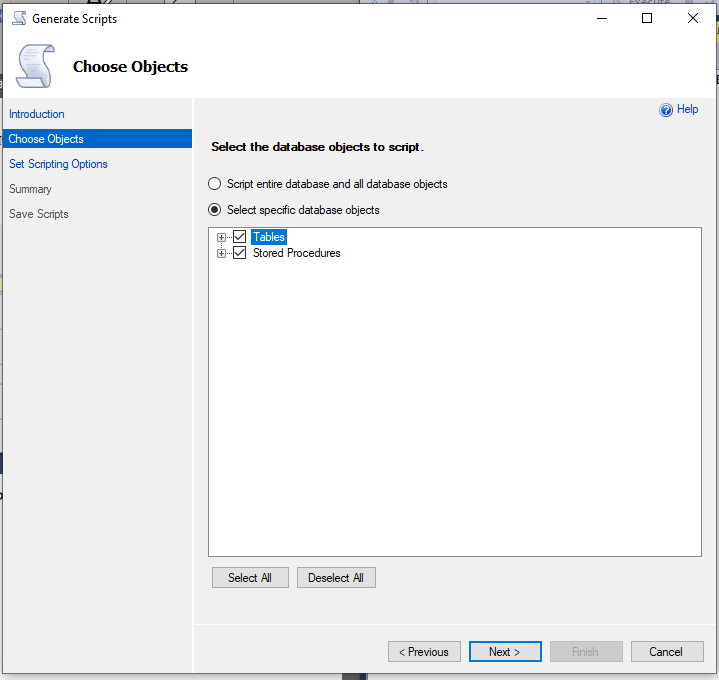 Generate Scripts
Choose Objects
Introduction
Choose Objects
Set Scripting Options
Summary
Save Scripts
Help
Select the database objects to script.
Script entire database and all database objects
Select specific database objects
Tables
Stored Procedures
Select All
Deselect All
< Previous
Next >
Finish
Cancel